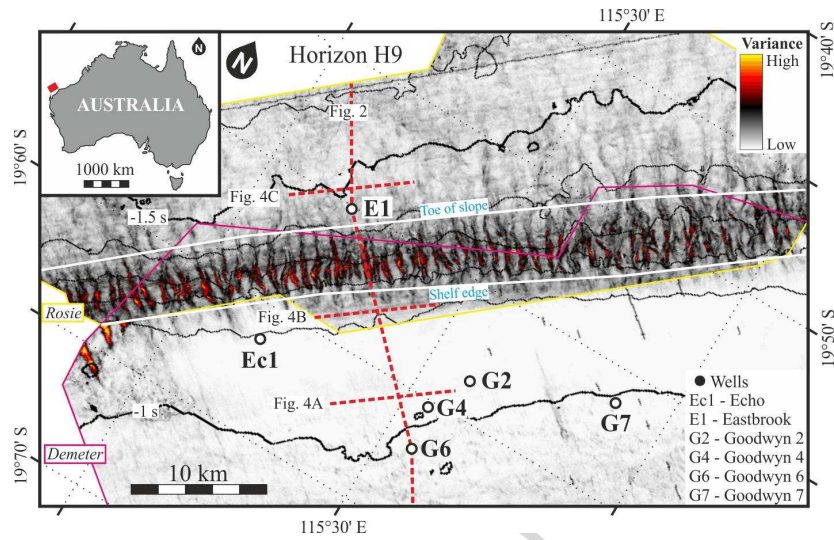 115°30' E
19°40' S
N
N
Horizon H9
Variance
High
Low
AUSTRALIA
1000 km
19°60' S
Fig. 2
Fig. 4C
E1
-1.5 s
Toe of slope
Rosie
Shelf edge
Fig. 4B
Ec1
19°50' S
G2
Fig. 4A
G4
G7
-1 s
G6
Wells
Ec1 - Echo
E1 - Eastbrook
G2 - Goodwyn 2
G4 - Goodwyn 4
G6 - Goodwyn 6
G7 - Goodwyn 7
19°70' S
Demeter
10 km
115°30' E